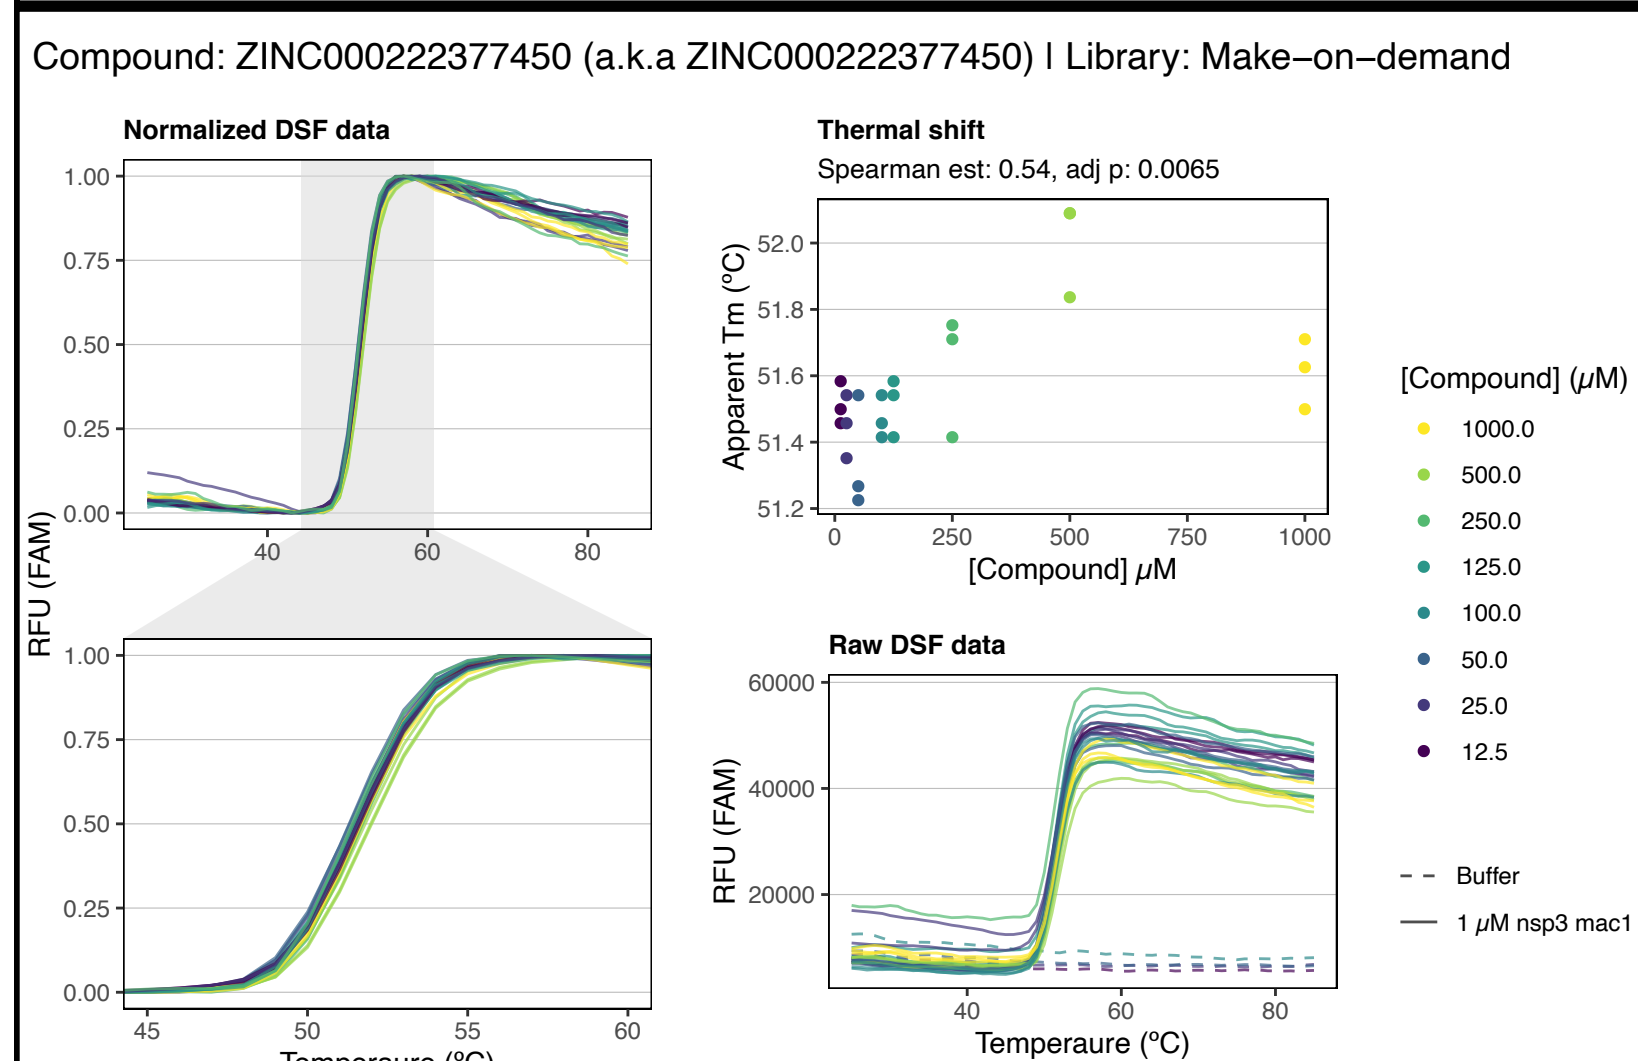 Compound: ZINC000222377450 (a.k.a ZINC000222377450) | Library: Make−on−demand
Normalized DSF data
1.00
0.75
0.50
0.25
0.00
40 60 80
RFU (FAM)
1.00
0.75
0.50
0.25
0.00
45 50 55 60
Temperaure (ºC)
Thermal shift
Spearman est: 0.54, adj p: 0.0065
Apparent Tm (ºC)
52.0
51.8
51.6
51.4
51.2
0 250 500 750 1000
[Compound] µM
Raw DSF data
RFU (FAM)
60000
40000
20000
40 60 80
Temperaure (ºC)
[Compound] (µM)
1000.0
500.0
250.0
125.0
100.0
50.0
25.0
12.5
Buffer
1 µM nsp3 mac1